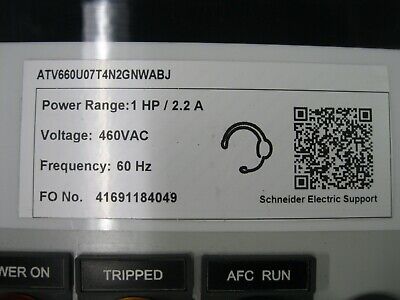 ATV660U07T4N2GNWABJ
Power Range:1 HP / 2.2 A
Voltage: 460VAC
Frequency: 60 Hz
FO No. 41691184049
Schneider Electric Support
WER ON
TRIPPED
AFC RUN